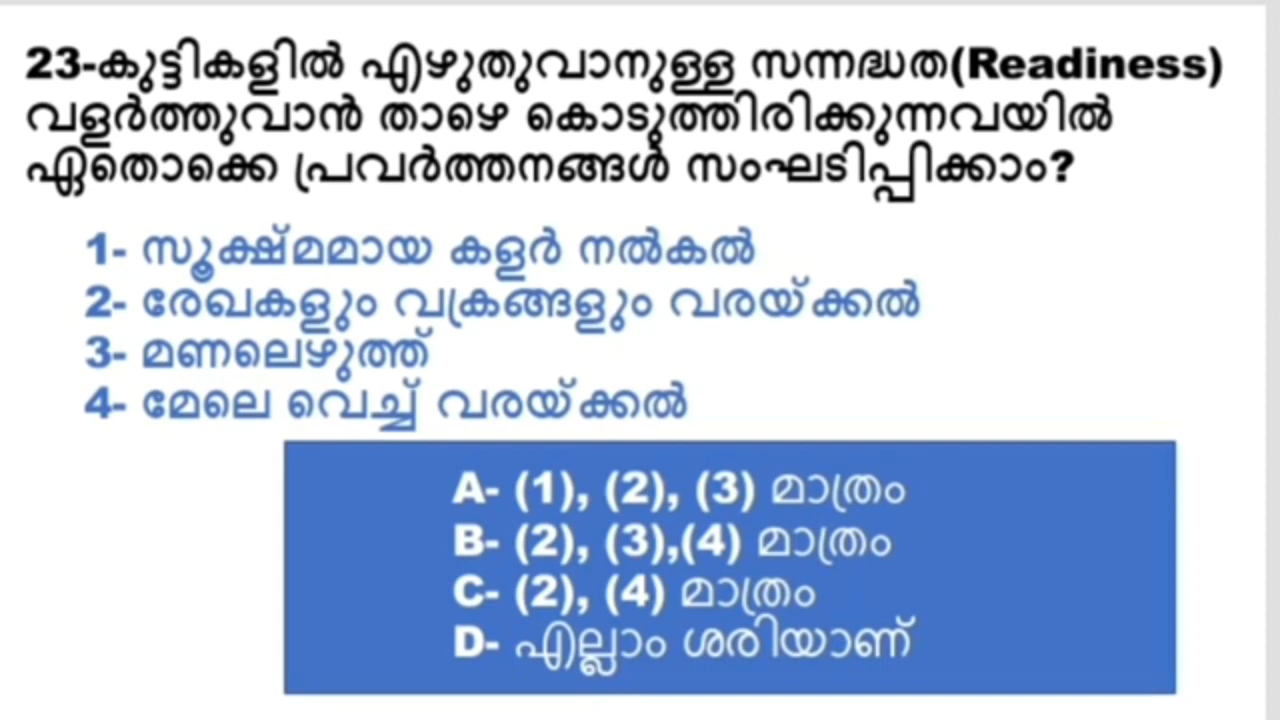 23-കുട്ടികളിൽ എഴുതുവാനുള്ള സന്നദ്ധത(Readiness)
വളർത്തുവാൻ താഴെ കൊടുത്തിരിക്കുന്നവയിൽ
ഏതൊക്കെ പ്രവർത്തനങ്ങൾ സംഘടിപ്പിക്കാം?
1- സൂക്ഷ്മമായ കളർ നൽകൽ
2- രേഖകളും വക്രങ്ങളും വരയ്ക്കൽ
3- മണലെഴുത്ത്
4- മേലെ വെച്ച് വരയ്ക്കൽ
A- (1), (2), (3) മാത്രം
B- (2), (3),(4) മാത്രം
C- (2), (4) മാത്രം
D- എല്ലാം ശരിയാണ്